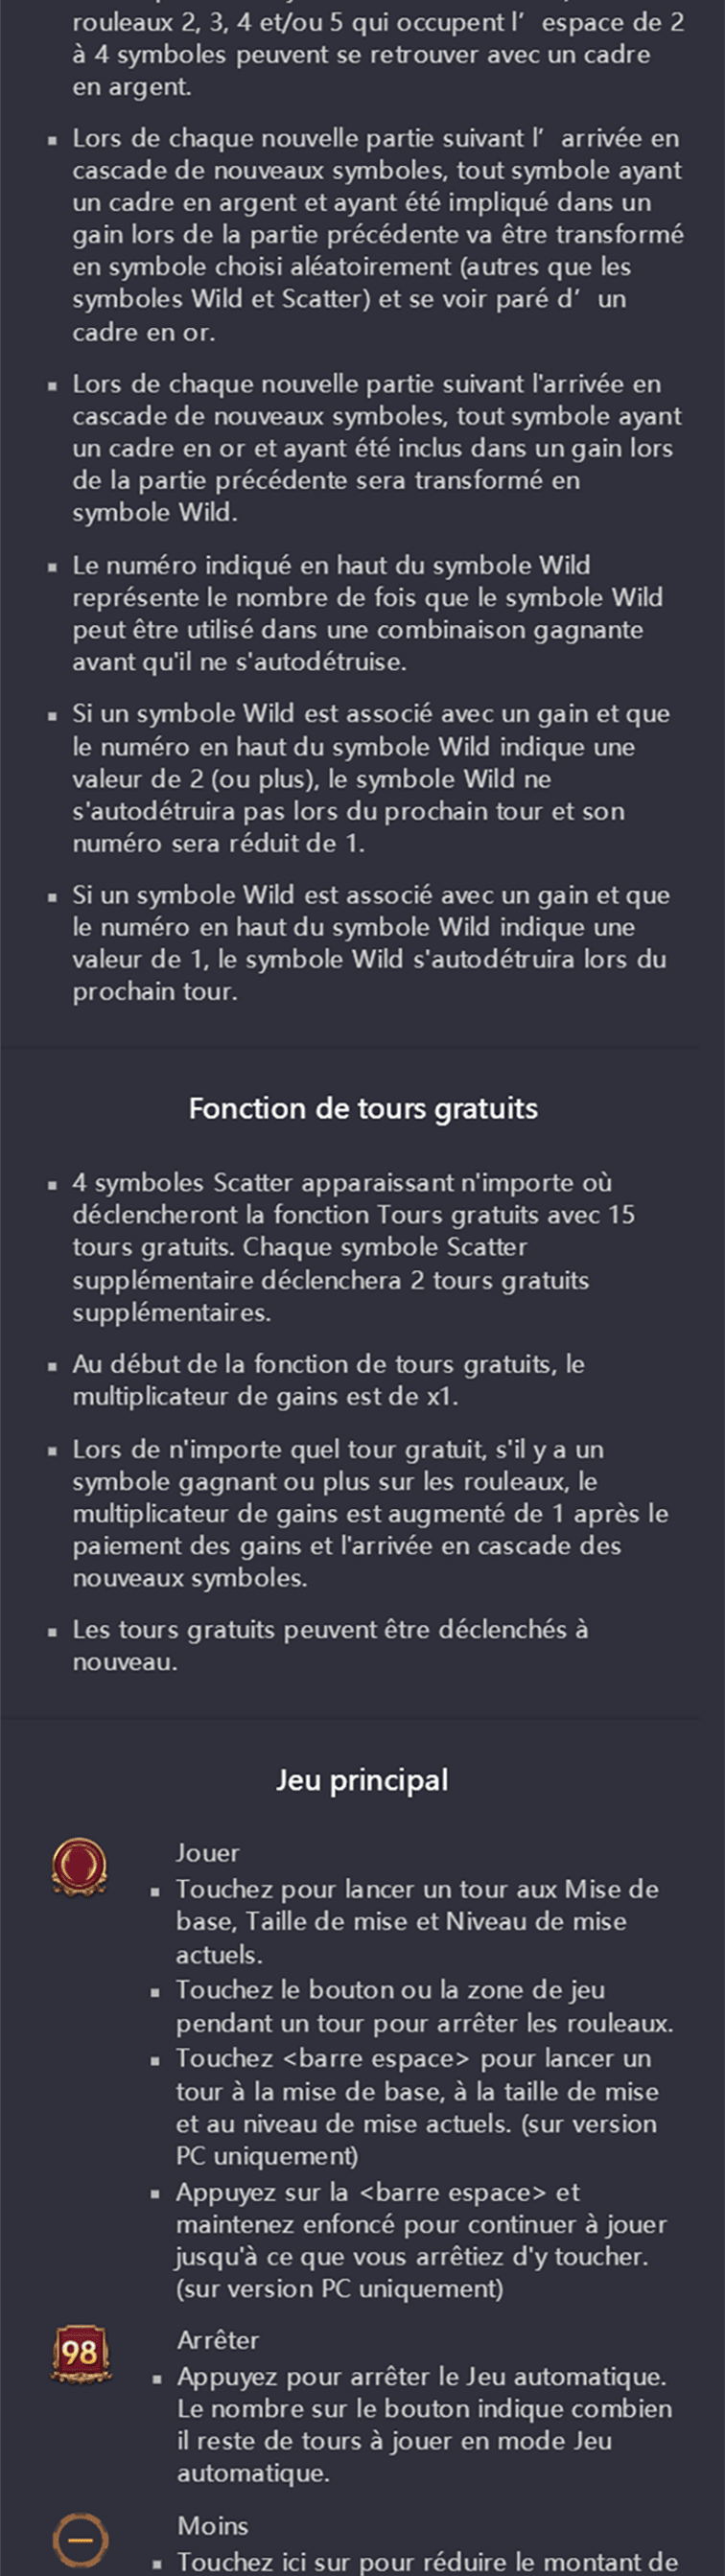 rouleaux 2, 3, 4 et/ou 5 qui occupent l’ espace de 2
à 4 symboles peuvent se retrouver avec un cadre
en argent.
Lors de chaque nouvelle partie suivant l’ arrivée en
cascade de nouveaux symboles, tout symbole ayant
un cadre en argent et ayant été impliqué dans un
gain lors de la partie précédente va être transformé
en symbole choisi aléatoirement (autres que les
symboles Wild et Scatter) et se voir paré d’ un
cadre en or.
Lors de chaque nouvelle partie suivant l'arrivée en
cascade de nouveaux symboles, tout symbole ayant
un cadre en or et ayant été inclus dans un gain lors
de la partie précédente sera transformé en
symbole Wild.
Le numéro indiqué en haut du symbole Wild
représente le nombre de fois que le symbole Wild
peut être utilisé dans une combinaison gagnante
avant qu'il ne s'autodétruise.
Si un symbole Wild est associé avec un gain et que
le numéro en haut du symbole Wild indique une
valeur de 2 (ou plus), le symbole Wild ne
s'autodétruira pas lors du prochain tour et son
numéro sera réduit de 1.
Si un symbole Wild est associé avec un gain et que
le numéro en haut du symbole Wild indique une
valeur de 1, le symbole Wild s'autodétruira lors du
prochain tour.
Fonction de tours gratuits
4 symboles Scatter apparaissant n'importe où
déclencheront la fonction Tours gratuits avec 15
tours gratuits. Chaque symbole Scatter
supplémentaire déclenchera 2 tours gratuits
supplémentaires.
Au début de la fonction de tours gratuits, le
multiplicateur de gains est de x1.
Lors de n'importe quel tour gratuit, s'il y a un
symbole gagnant ou plus sur les rouleaux, le
multiplicateur de gains est augmenté de 1 après le
paiement des gains et l'arrivée en cascade des
nouveaux symboles.
Les tours gratuits peuvent être déclenchés à
nouveau.
Jeu principal
Jouer
Touchez pour lancer un tour aux Mise de
base, Taille de mise et Niveau de mise
actuels.
Touchez le bouton ou la zone de jeu
pendant un tour pour arrêter les rouleaux.
Touchez <barre espace> pour lancer un
tour à la mise de base, à la taille de mise
et au niveau de mise actuels. (sur version
PC uniquement)
Appuyez sur la <barre espace> et
maintenez enfoncé pour continuer à jouer
jusqu'à ce que vous arrêtiez d'y toucher.
(sur version PC uniquement)
98
Arrêter
Appuyez pour arrêter le Jeu automatique.
Le nombre sur le bouton indique combien
il reste de tours à jouer en mode Jeu
automatique.
Moins
Touchez ici sur pour réduire le montant de